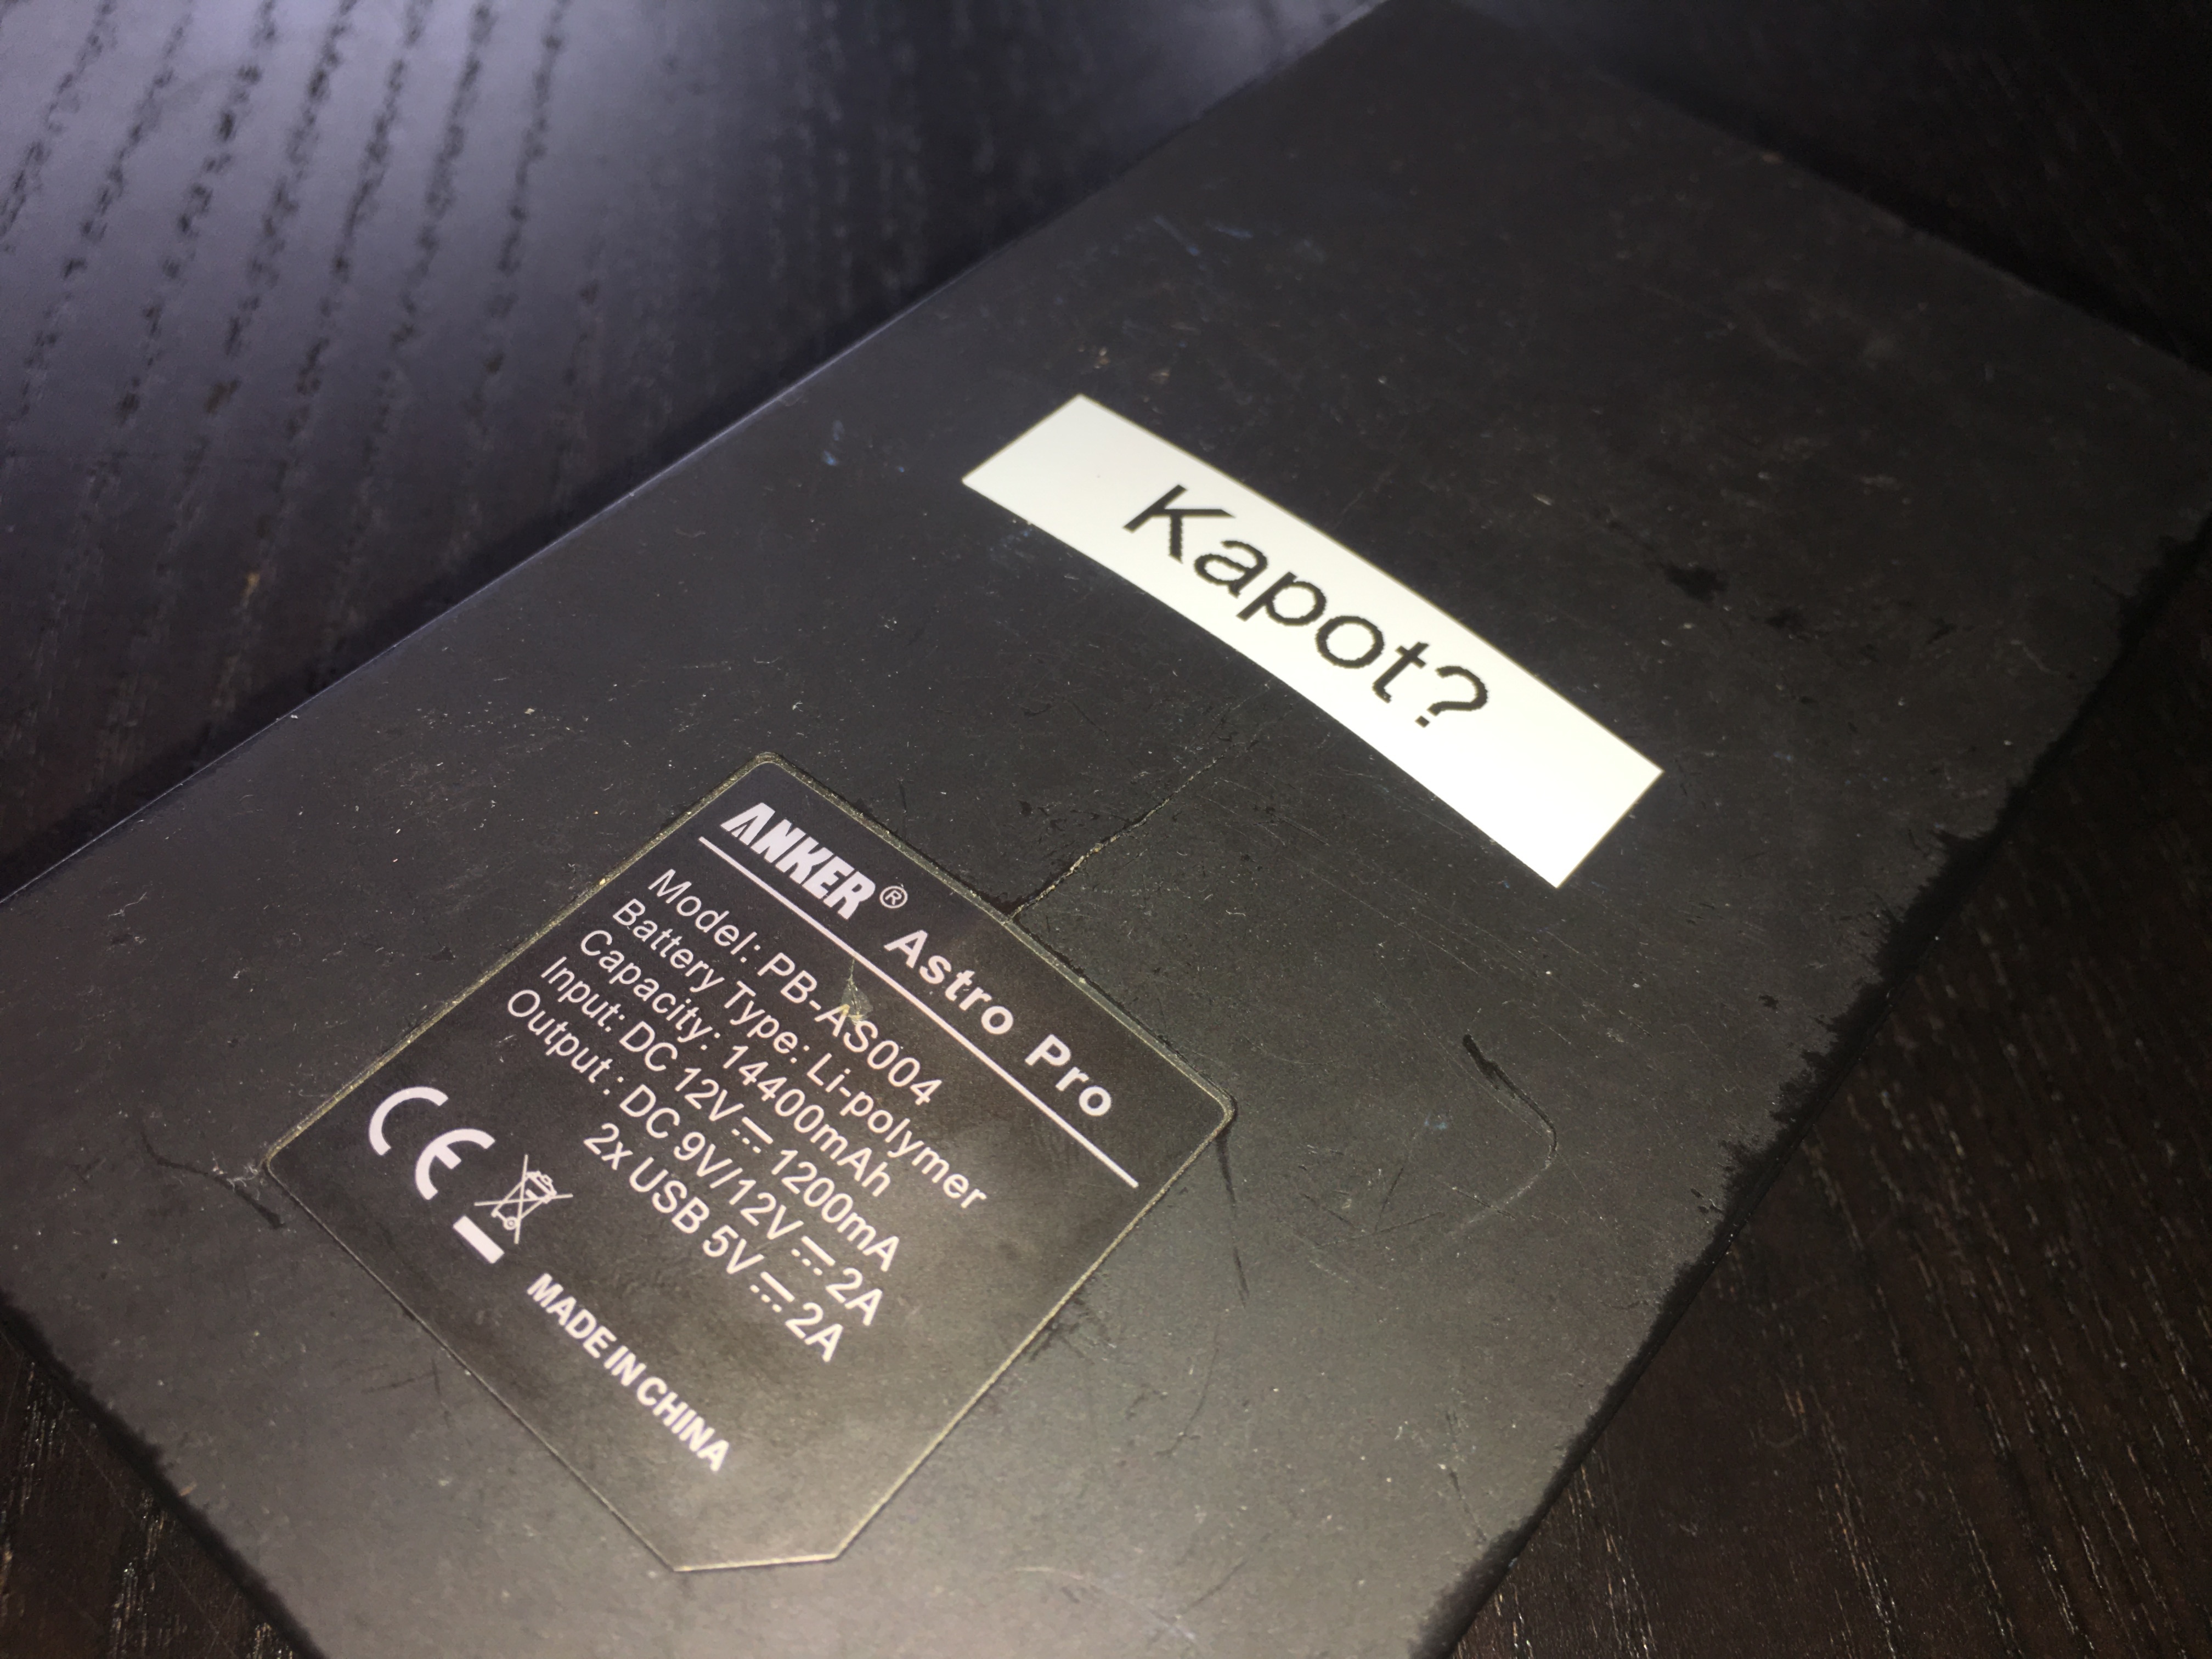 Kapot?
ANKER® Astro Pro
Model: PB-AS004
Battery Type: Li-polymer
Capacity: 14400mAh
Input: DC 12V⎓1200mA
Output: DC 9V/12V⎓2A
2x USB 5V⎓2A
CE
MADE IN CHINA